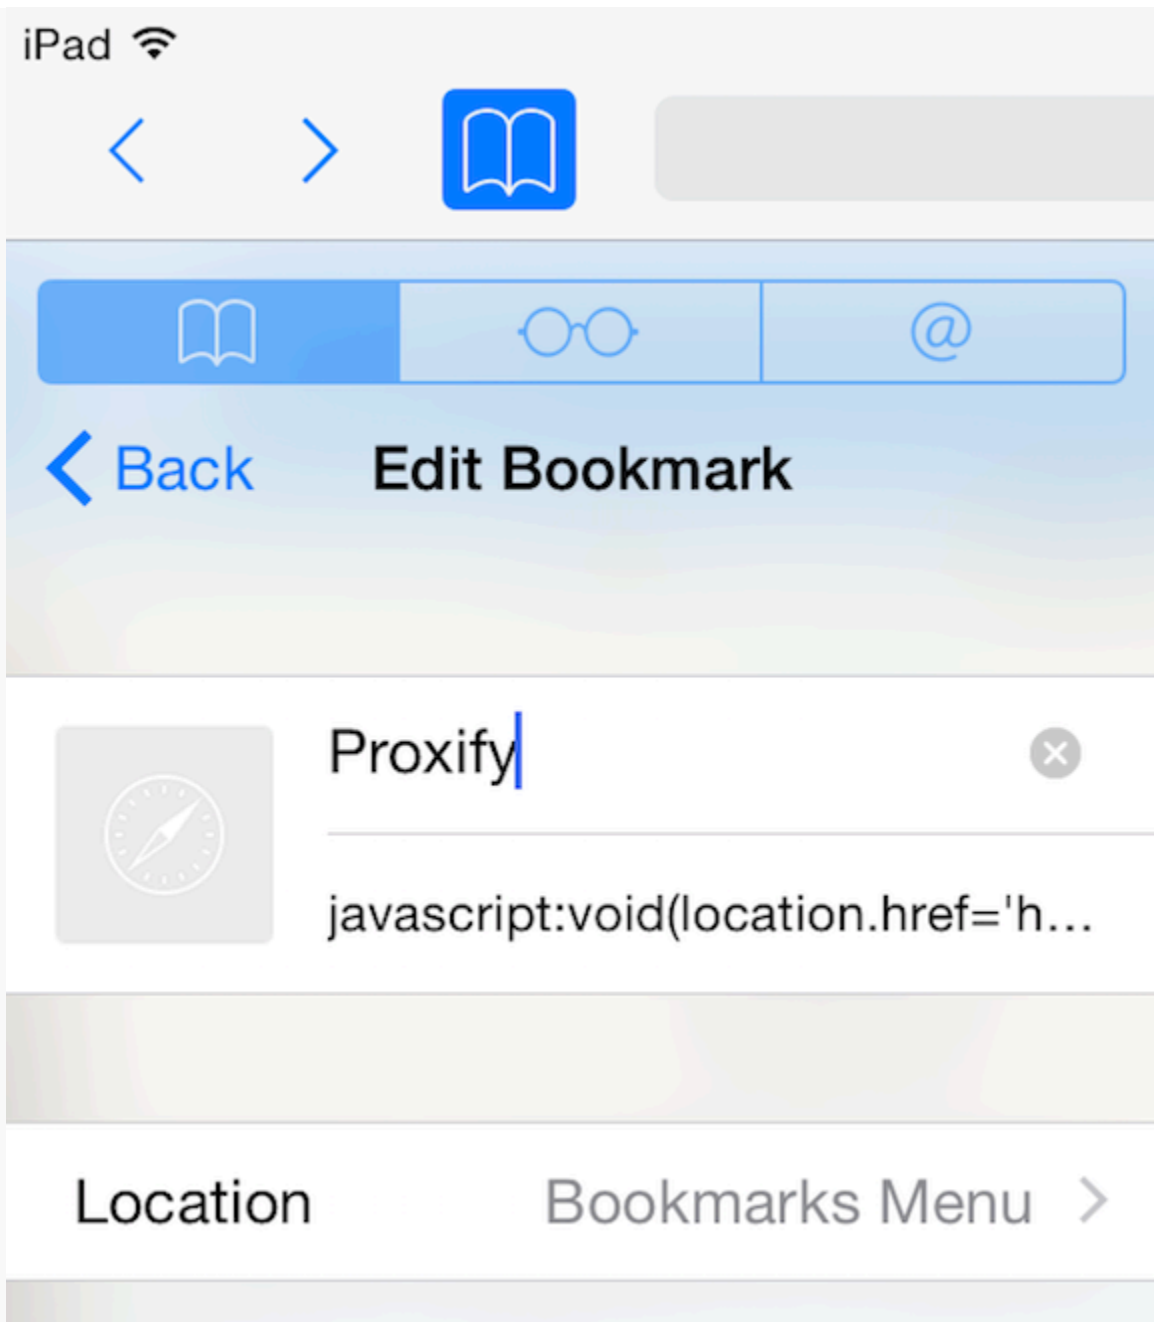 iPad
@
Back Edit Bookmark
Proxify
javascript:void(location.href='h...
Location Bookmarks Menu